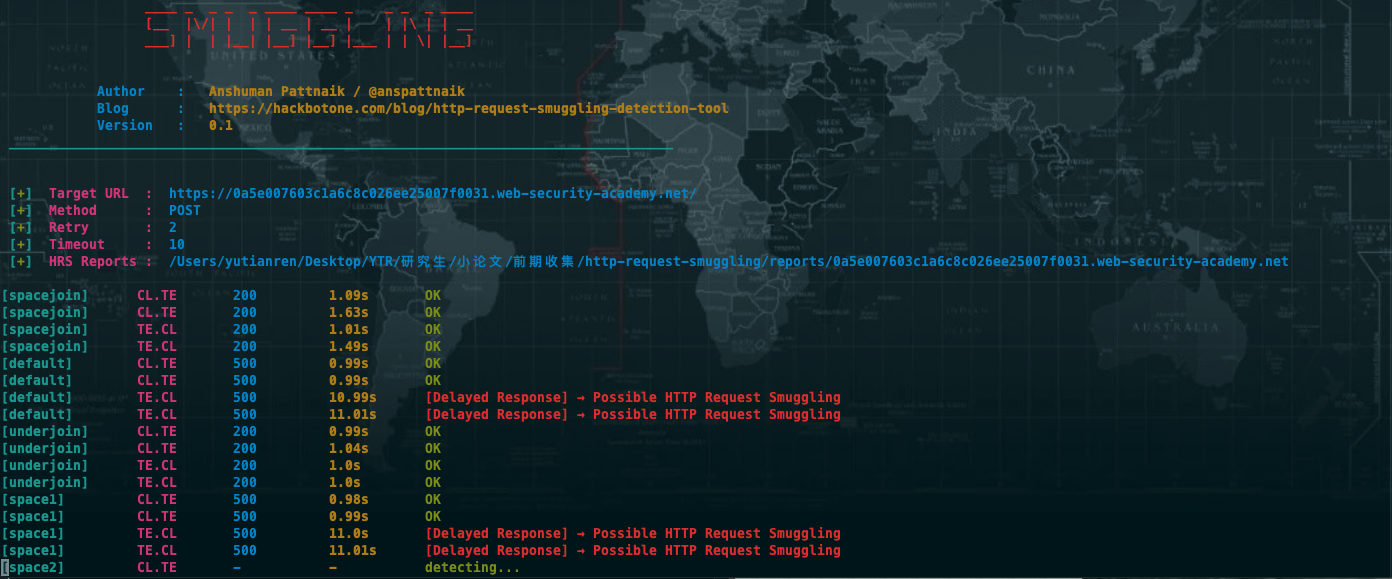 Author : Anshuman Pattnaik / @anspattnaik
Blog : https://hackbotone.com/blog/http-request-smuggling-detection-tool
Version : 0.1
[+] Target URL : https://0a5e007603c1a6c8c026ee25007f0031.web-security-academy.net/
[+] Method : POST
[+] Retry : 2
[+] Timeout : 10
[+] HRS Reports : /Users/yutianren/Desktop/YTR/研究生/小论文/前期收集/http-request-smuggling/reports/0a5e007603c1a6c8c026ee25007f0031.web-security-academy.net
[spacejoin] CL.TE 200 1.09s OK
[spacejoin] CL.TE 200 1.63s OK
[spacejoin] TE.CL 200 1.01s OK
[spacejoin] TE.CL 200 1.49s OK
[default] CL.TE 500 0.99s OK
[default] CL.TE 500 0.99s OK
[default] TE.CL 500 10.99s [Delayed Response] → Possible HTTP Request Smuggling
[default] TE.CL 500 11.01s [Delayed Response] → Possible HTTP Request Smuggling
[underjoin] CL.TE 200 0.99s OK
[underjoin] CL.TE 200 1.04s OK
[underjoin] TE.CL 200 1.0s OK
[underjoin] TE.CL 200 1.0s OK
[space1] CL.TE 500 0.98s OK
[space1] CL.TE 500 0.99s OK
[space1] TE.CL 500 11.0s [Delayed Response] → Possible HTTP Request Smuggling
[space1] TE.CL 500 11.01s [Delayed Response] → Possible HTTP Request Smuggling
[space2] CL.TE – – detecting...
UNITED STATES
CHINA
MONGOLIA
IRAN
INDIA
SAUDI ARABIA
INDONESIA
AUSTRALIA